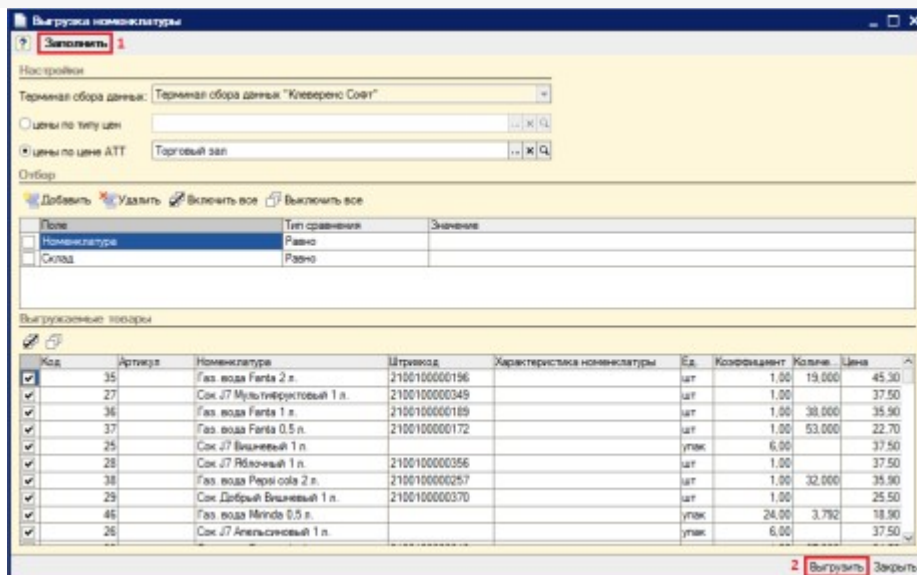 Выгрузка номенклатуры
? Заполнить 1
Настройки
Терминал сбора данных: Терминал сбора данных "Клеверенс Софт"
цены по типу цен
цены по цене АТТ Торговый зал
Отбор
Добавить Удалить Включить все Выключить все
Поле Тип сравнения Значение
Номенклатура Равно
Склад Равно
Выгружаемые товары
Код Артикул Номенклатура Штрихкод Характеристика номенклатуры Ед. Коэффициент Количе... Цена
35 Газ. вода Fanta 2 л. 2100100000196 шт 1,00 19,000 45,30
27 Сок J7 Мультифруктовый 1 л. 2100100000349 шт 1,00 37,50
36 Газ. вода Fanta 1 л. 2100100000189 шт 1,00 38,000 35,90
37 Газ. вода Fanta 0,5 л. 2100100000172 шт 1,00 53,000 22,70
25 Сок J7 Вишневый 1 л. упак 6,00 37,50
28 Сок J7 Яблочный 1 л. 2100100000356 шт 1,00 37,50
38 Газ. вода Pepsi cola 2 л. 2100100000257 шт 1,00 32,000 35,90
29 Сок Добрый Вишневый 1 л. 2100100000370 шт 1,00 25,50
46 Газ. вода Mirinda 0,5 л. упак 24,00 3,792 18,90
26 Сок J7 Апельсиновый 1 л. упак 6,00 37,50
2 Выгрузить Закрыть